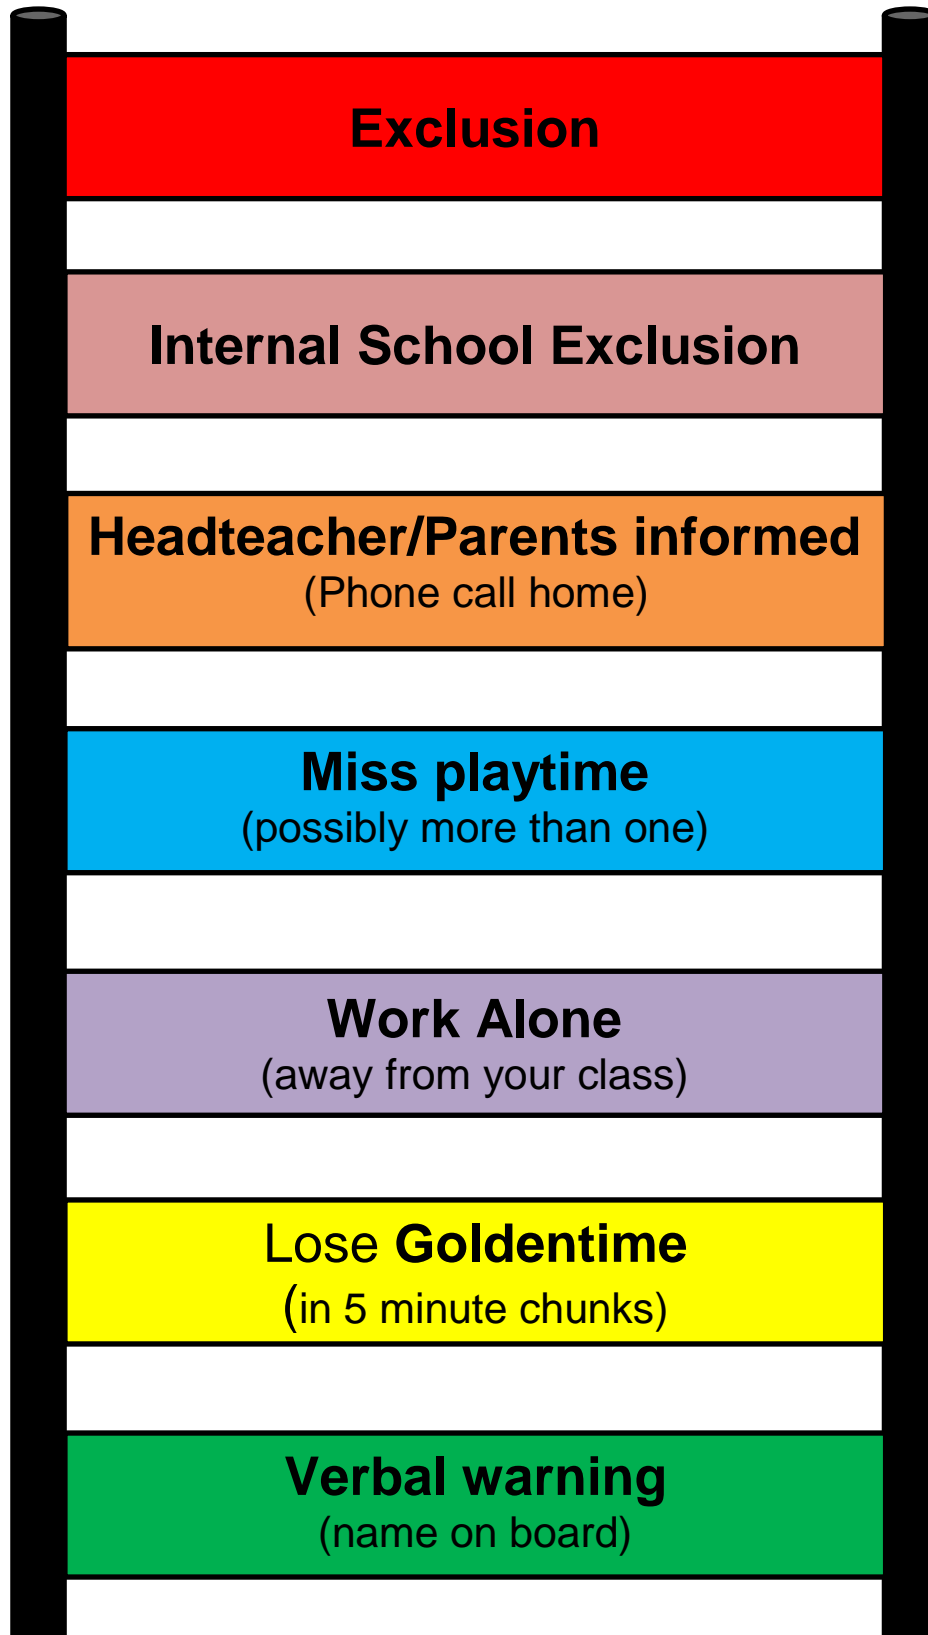 Exclusion
Internal School Exclusion
Headteacher/Parents informed
(Phone call home)
Miss playtime
(possibly more than one)
Work Alone
(away from your class)
Lose Goldentime
(in 5 minute chunks)
Verbal warning
(name on board)